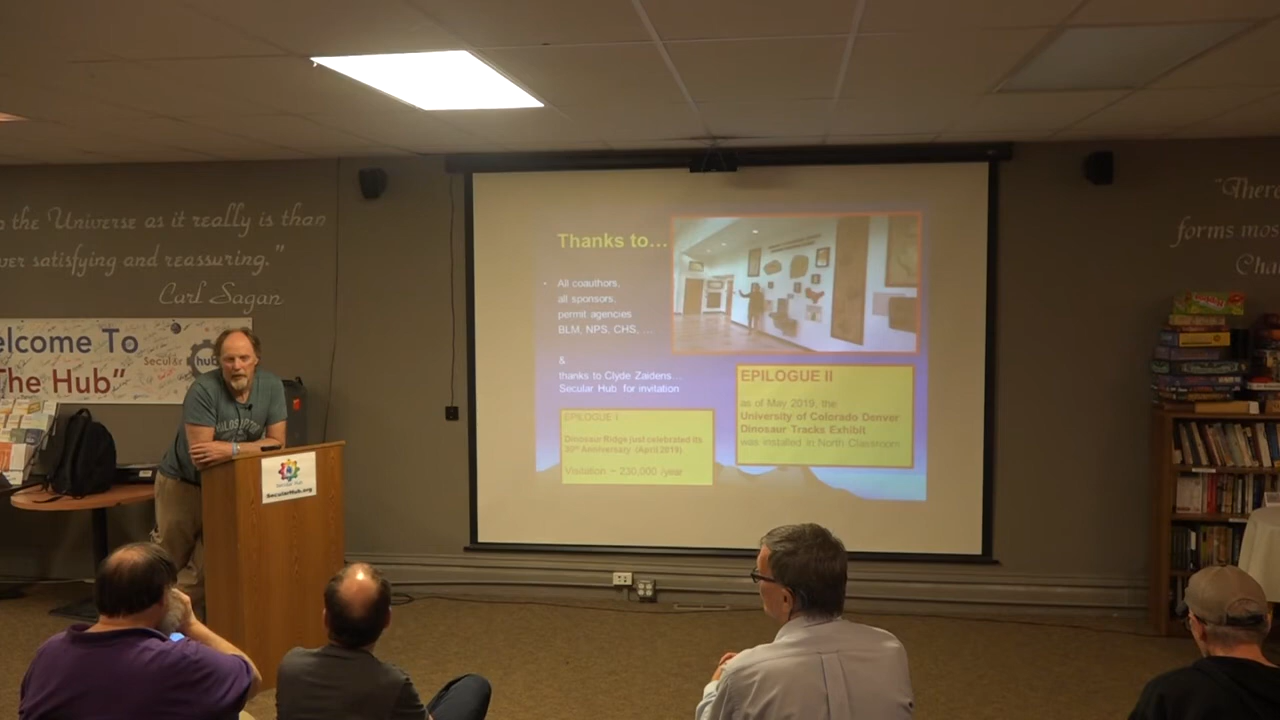 n the Universe as it really is than
ver satisfying and reassuring."
Carl Sagan
elcome To
The Hub"
Secular hub
Secular Hub
SecularHub.org
Thanks to...
• All coauthors,
all sponsors,
permit agencies
BLM, NPS, CHS, ...
&
thanks to Clyde Zaidens...
Secular Hub for invitation
EPILOGUE I
Dinosaur Ridge just celebrated its
30th Anniversary (April 2019)
Visitation ~ 230,000 /year
EPILOGUE II
as of May 2019, the
University of Colorado Denver
Dinosaur Tracks Exhibit
was installed in North Classroom
"There
forms mos
Cha